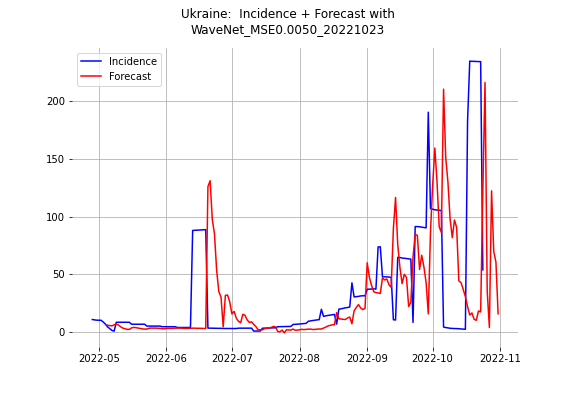 Ukraine:  Incidence + Forecast with
WaveNet_MSE0.0050_20221023
Incidence
Forecast
200
150
100
50
0
2022-05 2022-06 2022-07 2022-08 2022-09 2022-10 2022-11